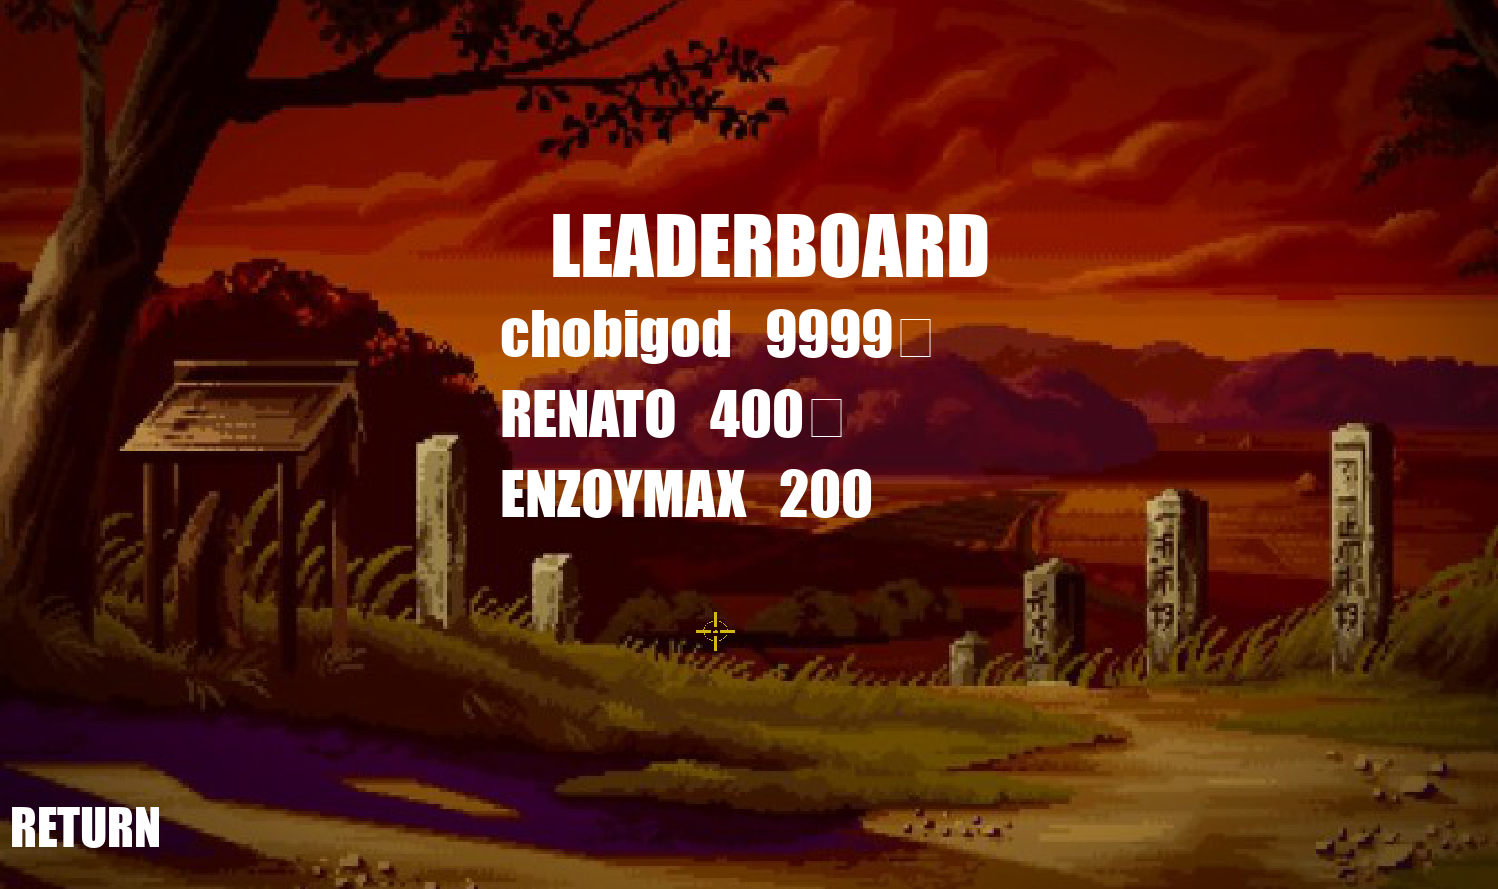 LEADERBOARD
chobigod 9999□
RENATO 400□
ENZOYMAX 200
RETURN